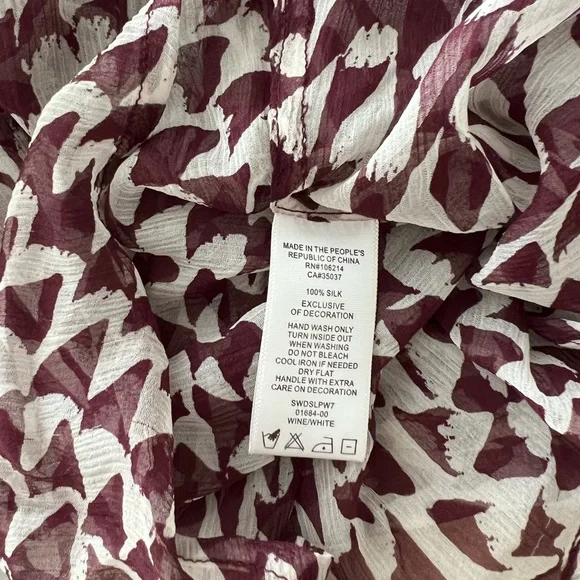 MADE IN THE PEOPLE'S
REPUBLIC OF CHINA
RN#106214
CA#35037
100% SILK
EXCLUSIVE
OF DECORATION
HAND WASH ONLY
TURN INSIDE OUT
WHEN WASHING
DO NOT BLEACH
COOL IRON IF NEEDED
DRY FLAT
HANDLE WITH EXTRA
CARE ON DECORATION
SWDSLPW7
01684-00
WINE/WHITE